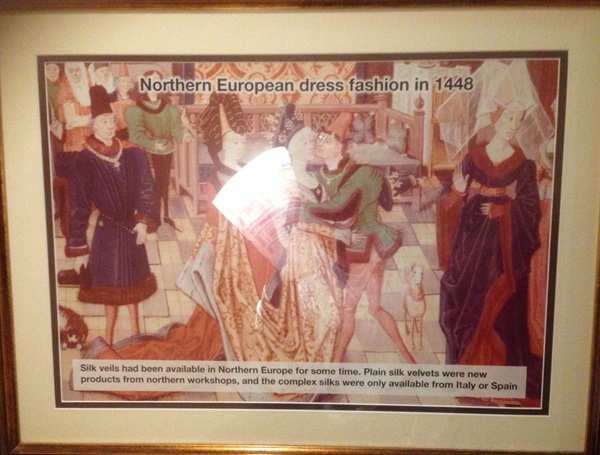 Northern European dress fashion in 1448
Silk veils had been available in Northern Europe for some time. Plain silk velvets were new
products from northern workshops, and the complex silks were only available from Italy or Spain